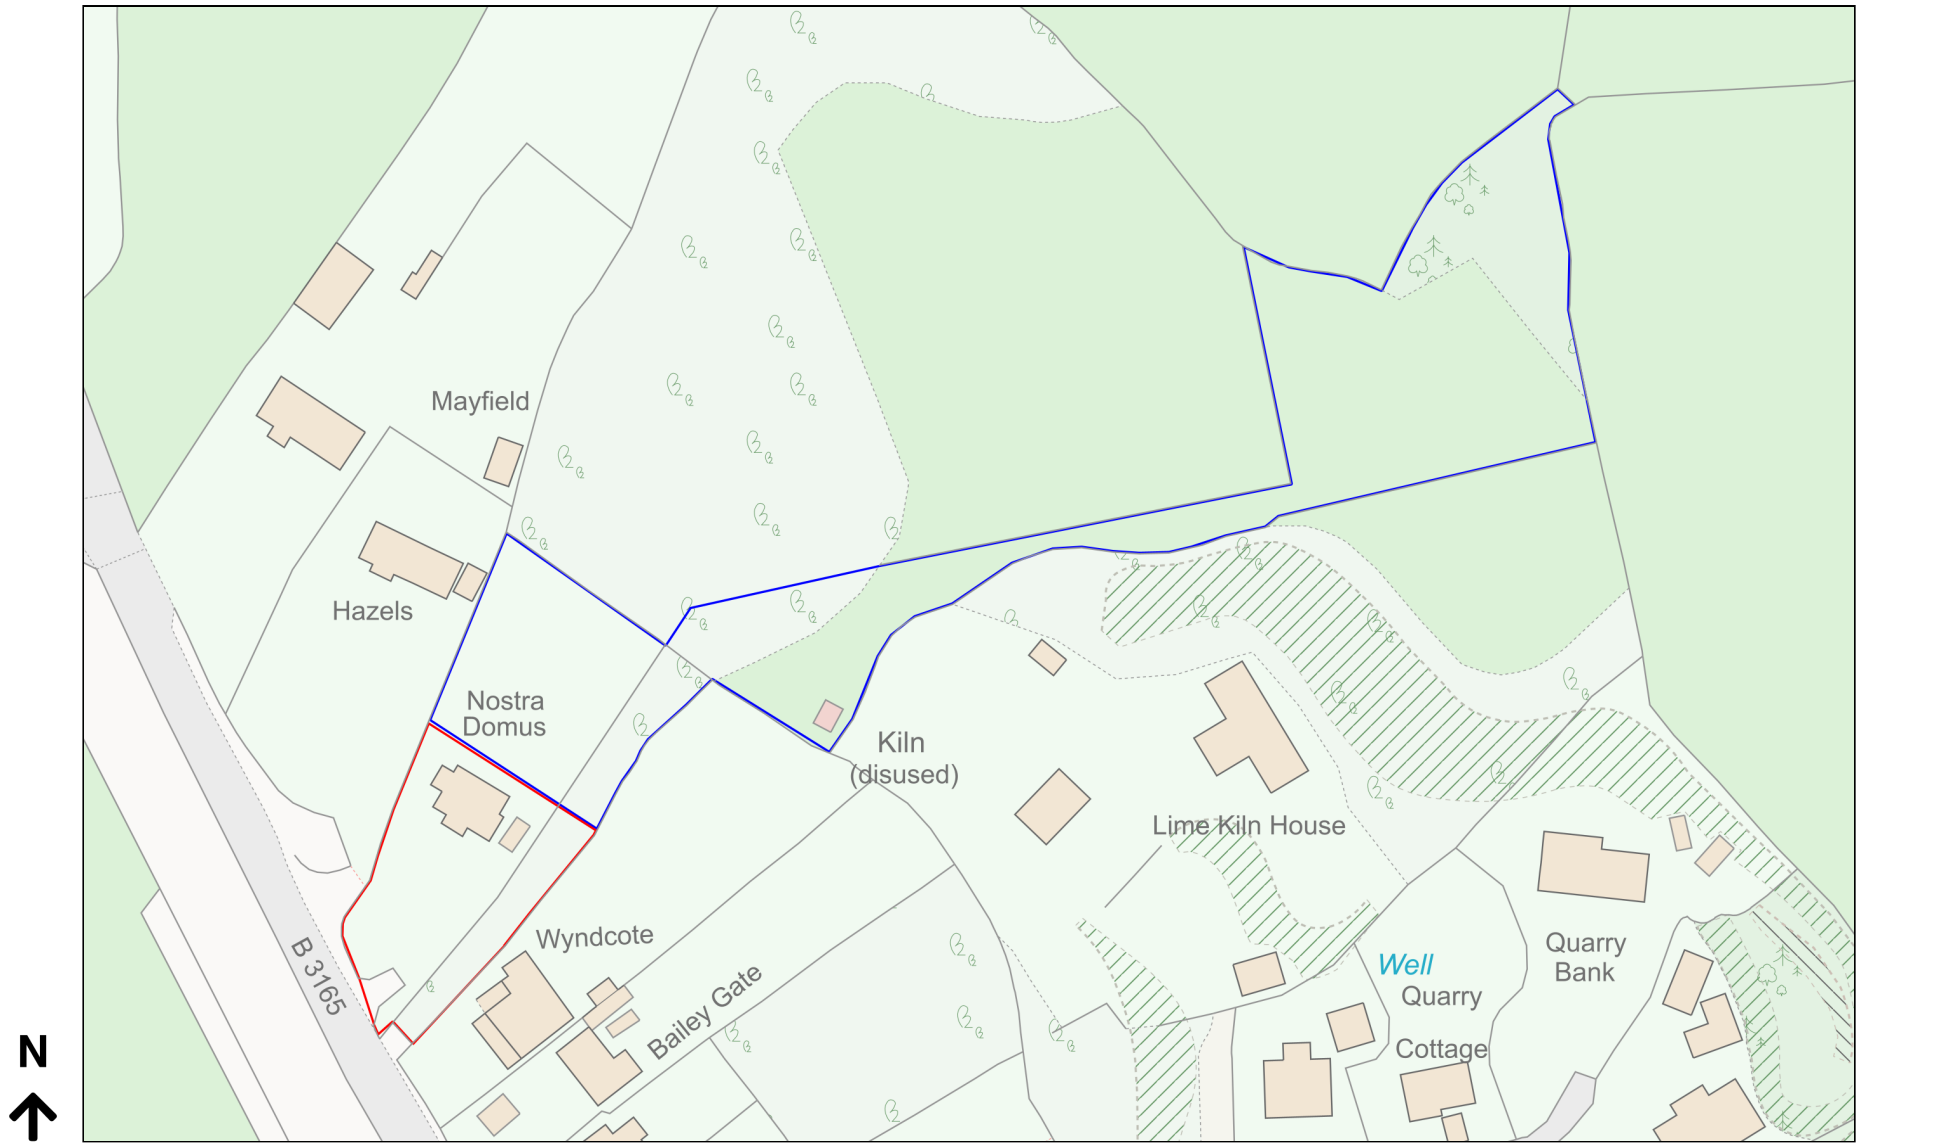 Mayfield
Hazels
Nostra
Domus
Kiln
(disused)
Lime Kiln House
Wyndcote
B 3165
Bailey Gate
Well
Quarry
Cottage
Quarry
Bank
N